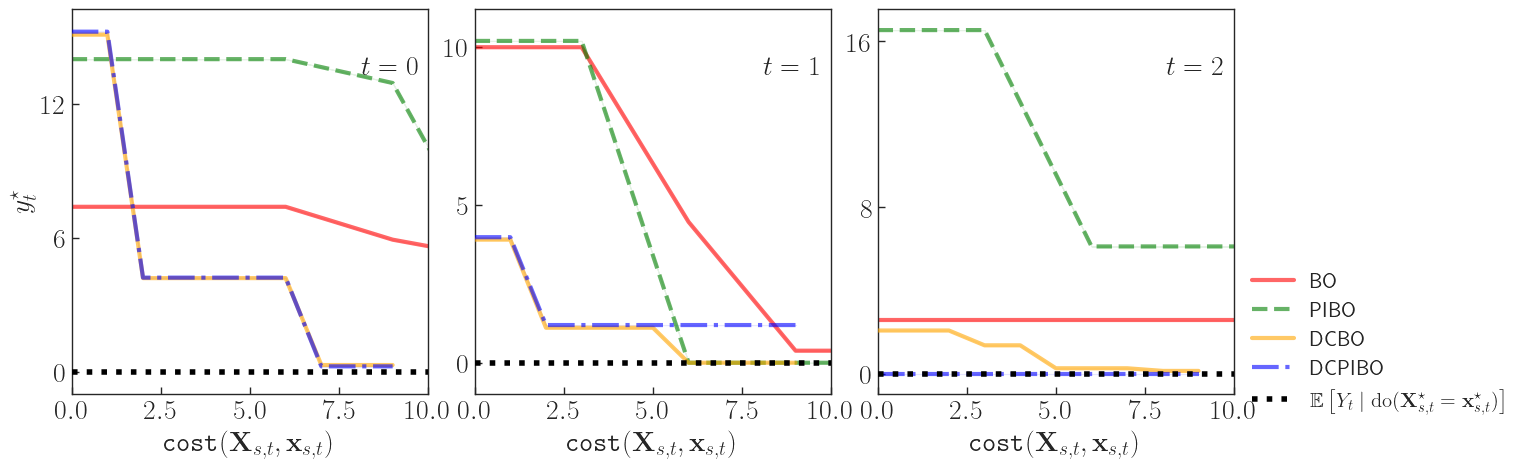 t = 0
12
6
0
y⋆t
0.0 2.5 5.0 7.5 10.0
cost(Xs,t, xs,t)
t = 1
10
5
0
0.0 2.5 5.0 7.5 10.0
cost(Xs,t, xs,t)
t = 2
16
8
0
0.0 2.5 5.0 7.5 10.0
cost(Xs,t, xs,t)
BO
PIBO
DCBO
DCPIBO
𝔼 [Yt | do(X⋆s,t = x⋆s,t)]